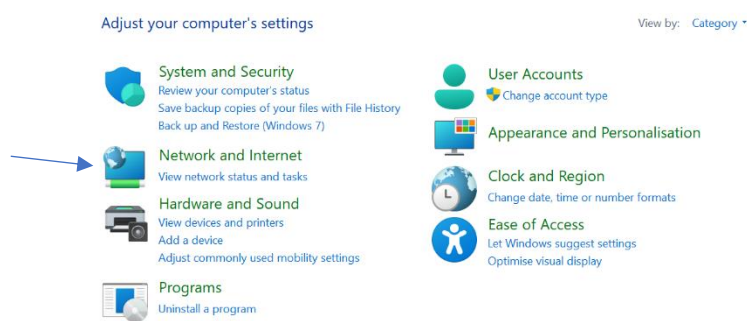 Adjust your computer's settings
View by: Category
System and Security
Review your computer's status
Save backup copies of your files with File History
Back up and Restore (Windows 7)
Network and Internet
View network status and tasks
Hardware and Sound
View devices and printers
Add a device
Adjust commonly used mobility settings
Programs
Uninstall a program
User Accounts
Change account type
Appearance and Personalisation
Clock and Region
Change date, time or number formats
Ease of Access
Let Windows suggest settings
Optimise visual display